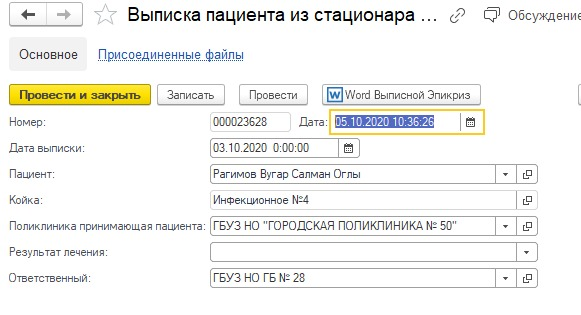 Выписка пациента из стационара ... Обсуждение
Основное Присоединенные файлы
Провести и закрыть Записать Провести Word Выписной Эпикриз
Номер: 000023628 Дата: 05.10.2020 10:36:26
Дата выписки: 03.10.2020 0:00:00
Пациент: Рагимов Вугар Салман Оглы
Койка: Инфекционное №4
Поликлиника принимающая пациента: ГБУЗ НО "ГОРОДСКАЯ ПОЛИКЛИНИКА № 50"
Результат лечения:
Ответственный: ГБУЗ НО ГБ № 28